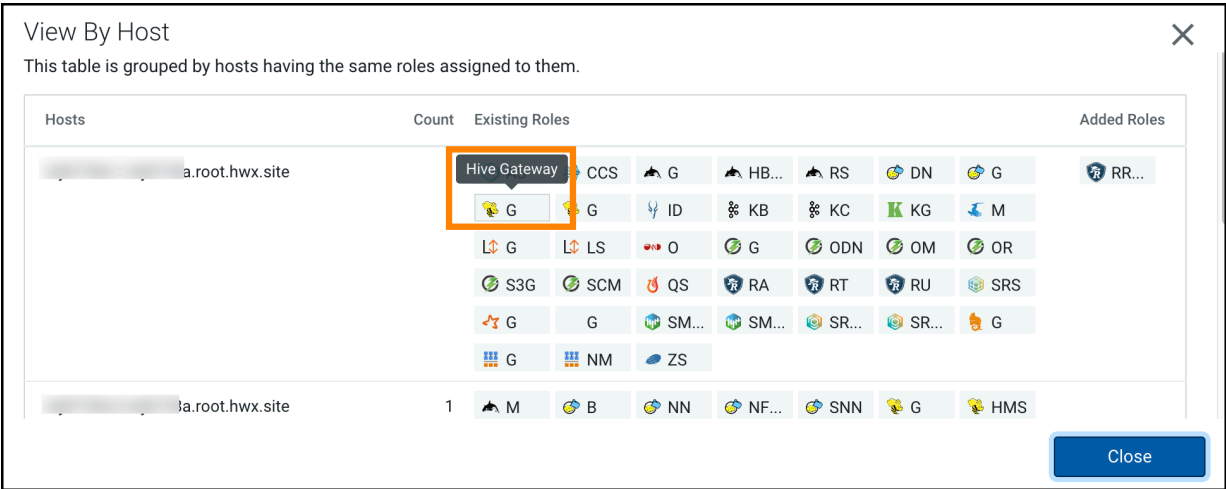 View By Host
This table is grouped by hosts having the same roles assigned to them.
Hosts Count Existing Roles Added Roles
a.root.hwx.site Hive Gateway CCS G HB... RS DN G RR...
G G ID KB KC KG M
G LS O G ODN OM OR
S3G SCM QS RA RT RU SRS
G G SM... SM... SR... SR... G
G NM ZS
a.root.hwx.site 1 M B NN NF... SNN G HMS
Close